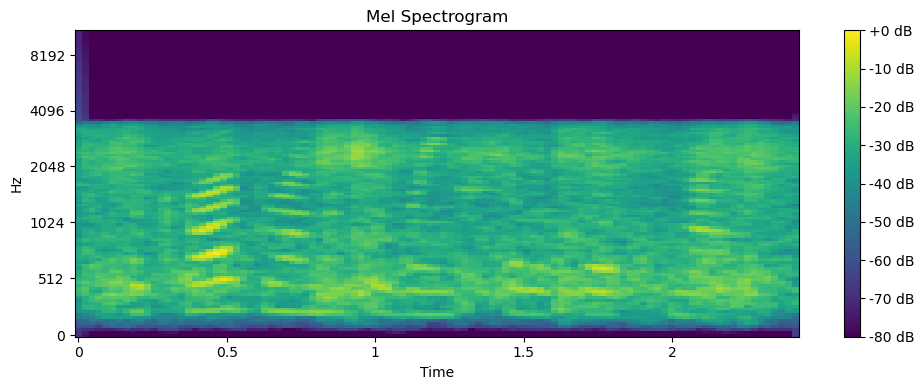 Mel Spectrogram
Hz
8192
4096
2048
1024
512
0
0
0.5
1
1.5
2
Time
+0 dB
-10 dB
-20 dB
-30 dB
-40 dB
-50 dB
-60 dB
-70 dB
-80 dB